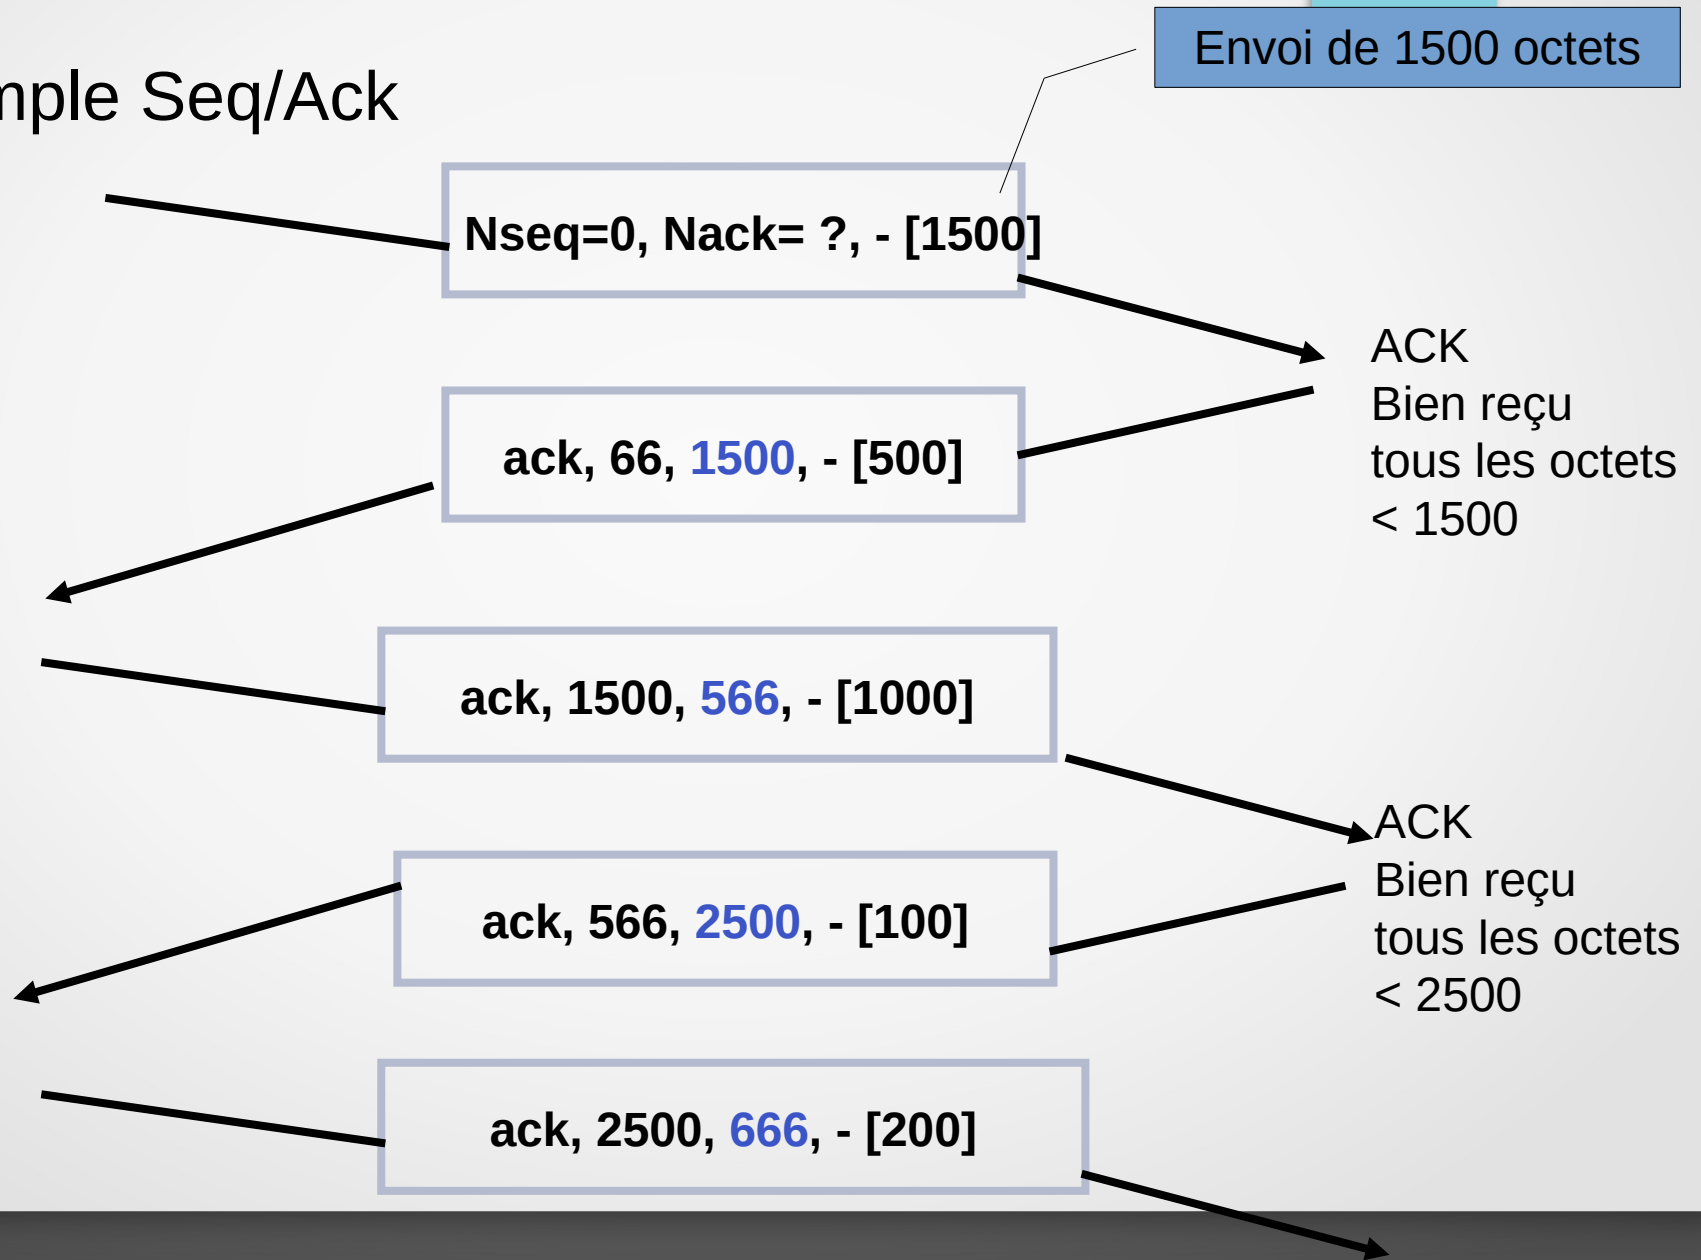 Envoi de 1500 octets
mple Seq/Ack
Nseq=0, Nack= ?, - [1500]
ACK
Bien reçu
tous les octets
< 1500
ack, 66, 1500, - [500]
ack, 1500, 566, - [1000]
ACK
Bien reçu
tous les octets
< 2500
ack, 566, 2500, - [100]
ack, 2500, 666, - [200]